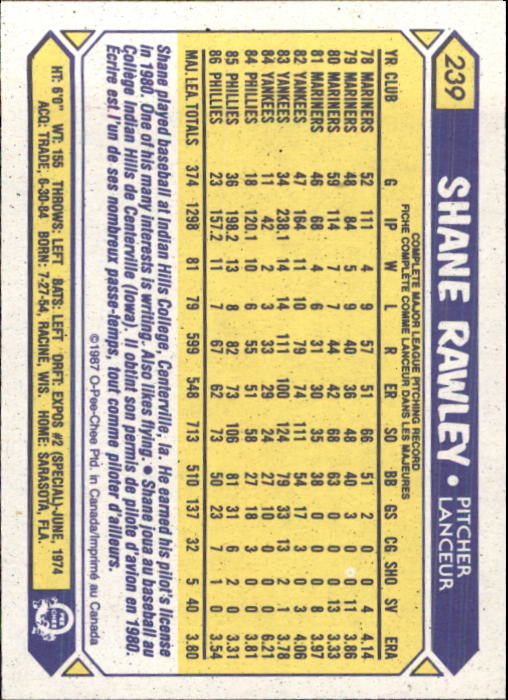 239
SHANE RAWLEY • PITCHER
LANCEUR
COMPLETE MAJOR LEAGUE PITCHING RECORD
FICHE COMPLÈTE COMME LANCEUR DANS LES MAJEURES
YR CLUB G IP W L R ER SO BB GS CG SHO SV ERA
78 MARINERS 52 111 4 9 57 51 66 51 2 0 0 4 4.14
79 MARINERS 48 84 5 9 40 36 48 40 3 0 0 11 3.86
80 MARINERS 59 114 7 7 44 42 68 63 0 0 0 13 3.33
81 MARINERS 46 68 4 6 31 30 35 38 0 0 0 8 3.97
82 YANKEES 47 164 11 10 79 74 111 54 17 3 0 3 4.06
83 YANKEES 34 238.1 14 14 111 100 124 79 33 13 2 1 3.78
84 YANKEES 11 42 2 3 33 29 24 27 10 0 0 0 6.21
84 PHILLIES 18 120.1 10 6 55 51 58 27 18 3 0 0 3.81
85 PHILLIES 36 198.2 13 8 82 73 106 81 31 6 2 0 3.31
86 PHILLIES 23 157.2 11 7 67 62 73 50 23 7 1 0 3.54
MAJ. LEA. TOTALS 374 1298 81 79 599 548 713 510 137 32 5 40 3.80
Shane played baseball at Indian Hills College, Centerville, Ia. He earned his pilot's license
in 1980. One of his many interests is writing. Also likes flying. • Shane joua au baseball au
Collège Indian Hills de Centerville (Iowa). Il obtint son permis de pilote d'avion en 1980.
Écrire est l'un de ses nombreux passe-temps, tout comme piloter d'ailleurs.
©1987 O-Pee-Chee Ptd. in Canada/Imprimé au Canada
HT: 6'0" WT: 155 THROWS: LEFT BATS: LEFT DRFT: EXPOS #2 (SPECIAL)-JUNE, 1974
ACQ: TRADE, 6-30-84 BORN: 7-27-54, RACINE, WIS. HOME: SARASOTA, FLA.
O
PEE
CHEE